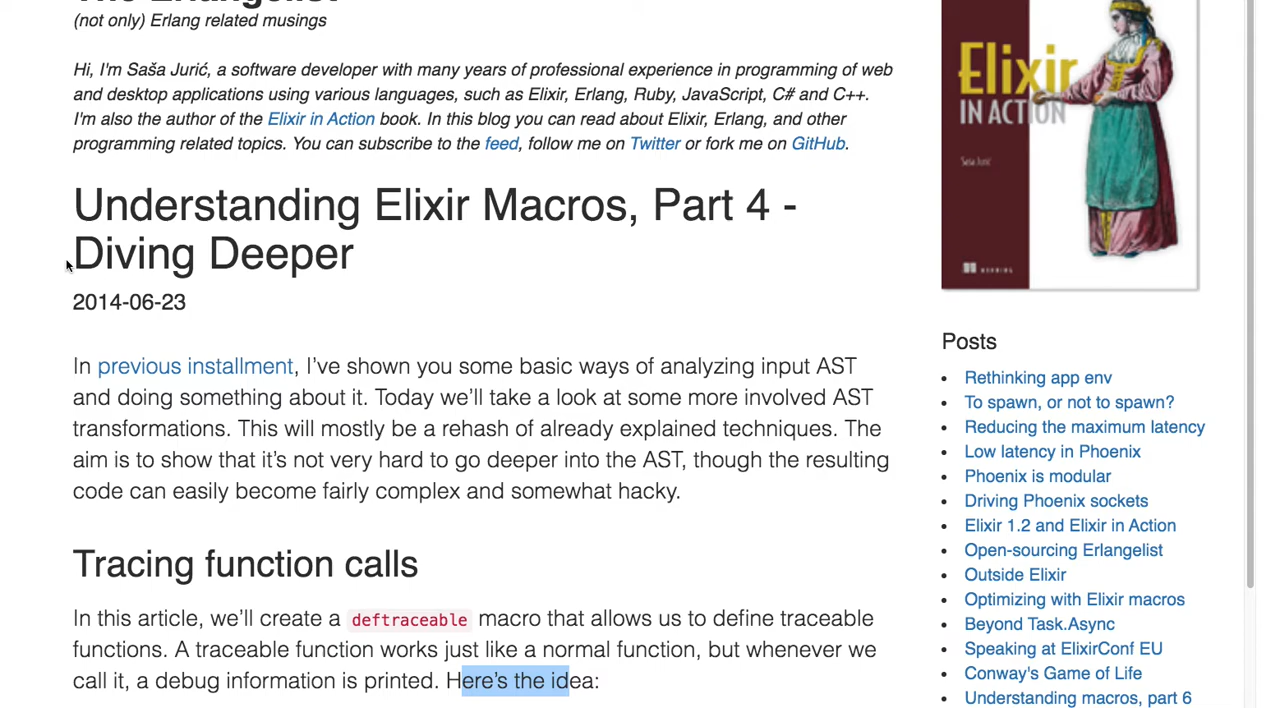 The Erlangelist
(not only) Erlang related musings
Hi, I'm Saša Jurić, a software developer with many years of professional experience in programming of web
and desktop applications using various languages, such as Elixir, Erlang, Ruby, JavaScript, C# and C++.
I'm also the author of the Elixir in Action book. In this blog you can read about Elixir, Erlang, and other
programming related topics. You can subscribe to the feed, follow me on Twitter or fork me on GitHub.
Understanding Elixir Macros, Part 4 -
Diving Deeper
2014-06-23
In previous installment, I’ve shown you some basic ways of analyzing input AST
and doing something about it. Today we’ll take a look at some more involved AST
transformations. This will mostly be a rehash of already explained techniques. The
aim is to show that it’s not very hard to go deeper into the AST, though the resulting
code can easily become fairly complex and somewhat hacky.
Tracing function calls
In this article, we’ll create a deftraceable macro that allows us to define traceable
functions. A traceable function works just like a normal function, but whenever we
call it, a debug information is printed. Here’s the idea:
Elixir
IN ACTION
Saša Jurić
MANNING
Posts
Rethinking app env
To spawn, or not to spawn?
Reducing the maximum latency
Low latency in Phoenix
Phoenix is modular
Driving Phoenix sockets
Elixir 1.2 and Elixir in Action
Open-sourcing Erlangelist
Outside Elixir
Optimizing with Elixir macros
Beyond Task.Async
Speaking at ElixirConf EU
Conway's Game of Life
Understanding macros, part 6